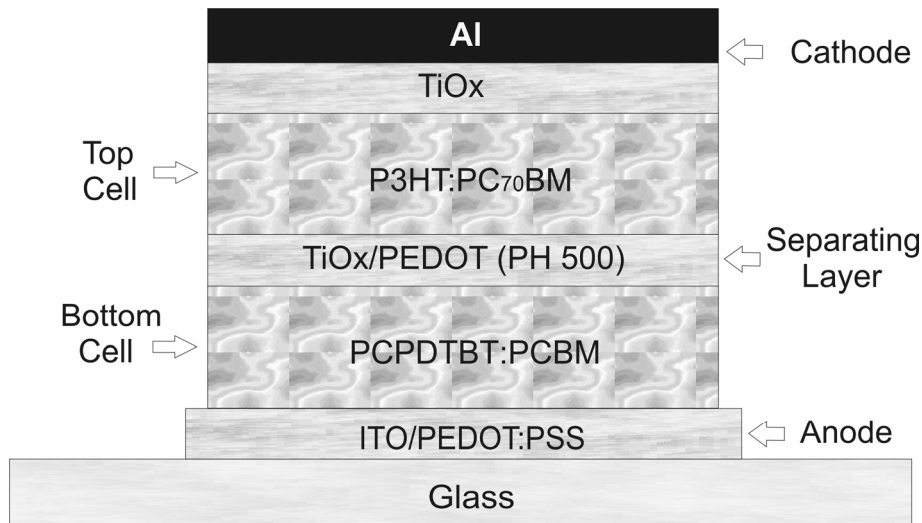 Al
Cathode
TiOx
Top
Cell
P3HT:PC₇₀BM
TiOx/PEDOT (PH 500)
Separating
Layer
Bottom
Cell
PCPDTBT:PCBM
ITO/PEDOT:PSS
Anode
Glass